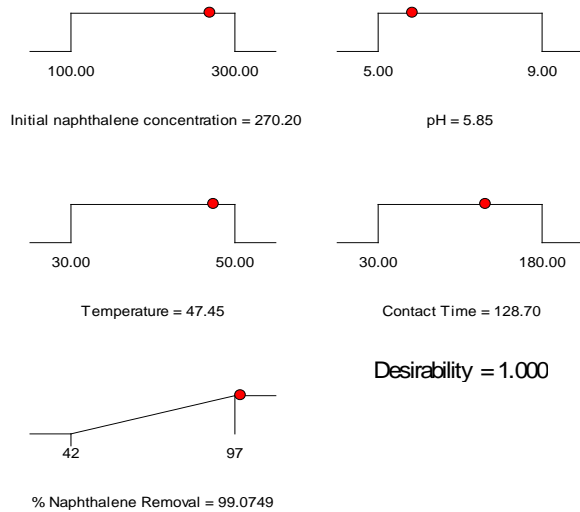 100.00 300.00
Initial naphthalene concentration = 270.20
5.00 9.00
pH = 5.85
30.00 50.00
Temperature = 47.45
30.00 180.00
Contact Time = 128.70
42 97
% Naphthalene Removal = 99.0749
Desirability = 1.000